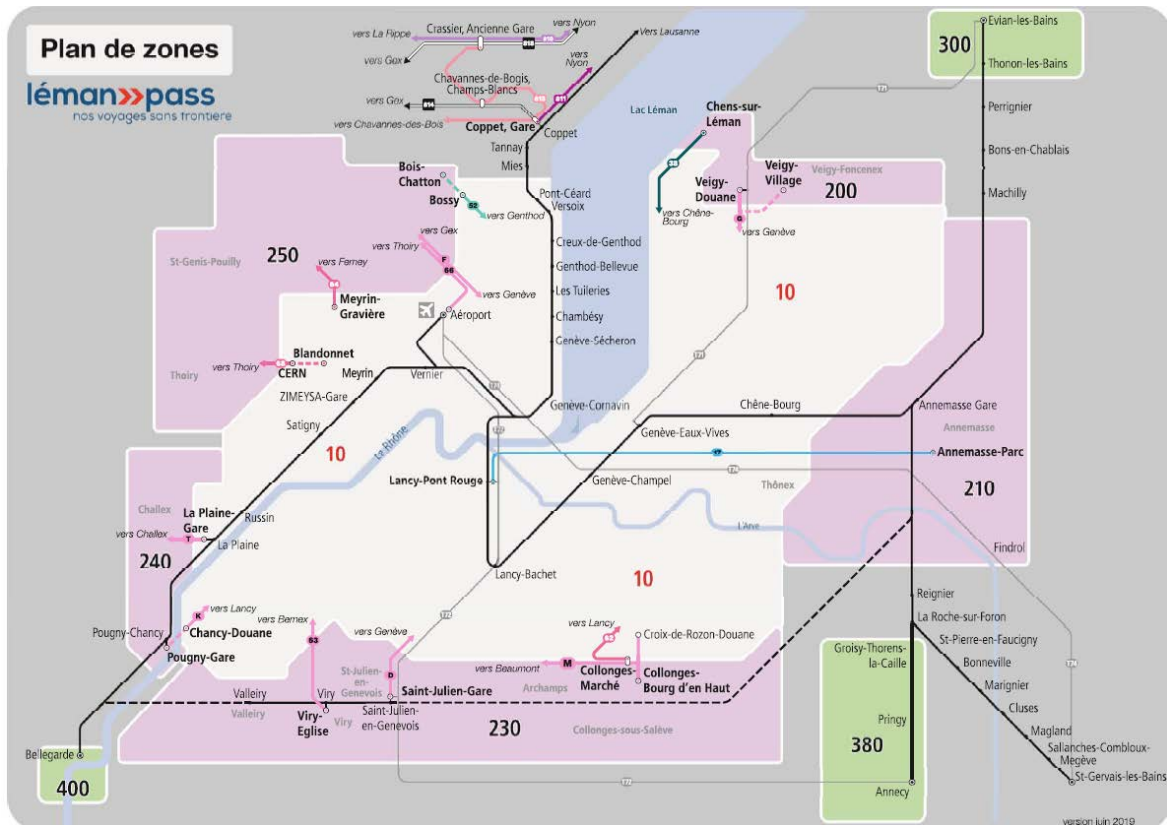 Plan de zones
léman»pass
nos voyages sans frontiere
vers La Rippe
Crassier, Ancienne Gare
vers Nyon
818
vers Gex
Vers Lausanne
vers
Nyon
Chavannes-de-Bogis,
Champs-Blancs
810
811
vers Gex
814
vers Chavannes-des-Bois
Coppet, Gare
Coppet
Tannay
Mies
Pont-Céard
Versoix
Creux-de-Genthod
Genthod-Bellevue
Les Tuileries
Chambésy
Genève-Sécheron
Genève-Cornavin
Lac Léman
Chens-sur-
Léman
vers Chêne-
Bourg
Veigy-Foncenex
Veigy-
Village
Veigy-
Douane
200
G
vers Genève
300
Evian-les-Bains
Thonon-les-Bains
Perrignier
Bons-en-Chablais
Machilly
Bois-
Chatton
Bossy
52
vers Genthod
250
St-Genis-Pouilly
vers Gex
vers Thoiry
F
66
vers Genève
vers Ferney
Meyrin-
Gravière
Aéroport
10
Blandonnet
vers Thoiry
CERN
Thoiry
Meyrin
Vernier
ZIMEYSA-Gare
Satigny
10
Le Rhône
Chêne-Bourg
Genève-Eaux-Vives
Annemasse Gare
Annemasse
17
Annemasse-Parc
Lancy-Pont Rouge
Genève-Champel
Thônex
210
L'Arve
Findrol
Challex
La Plaine-
Gare
Russin
vers Challex
T
La Plaine
240
Lancy-Bachet
10
vers Lancy
K
Pougny-Chancy
Chancy-Douane
Pougny-Gare
vers Bernex
53
vers Genève
St-Julien-
en-
Genevois
D
Saint-Julien-Gare
Saint-Julien-
en-Genevois
vers Lancy
Croix-de-Rozon-Douane
vers Beaumont
M
Collonges-
Marché
Collonges-
Bourg d'en Haut
Archamps
Valleiry
Valleiry
Viry
Viry
Viry-
Eglise
230
Collonges-sous-Salève
Bellegarde
400
Reignier
La Roche-sur-Foron
St-Pierre-en-Faucigny
Bonneville
Marignier
Cluses
Magland
Sallanches-Combloux-
Megève
St-Gervais-les-Bains
Groisy-Thorens-
la-Caille
Pringy
380
Annecy
version juin 2019